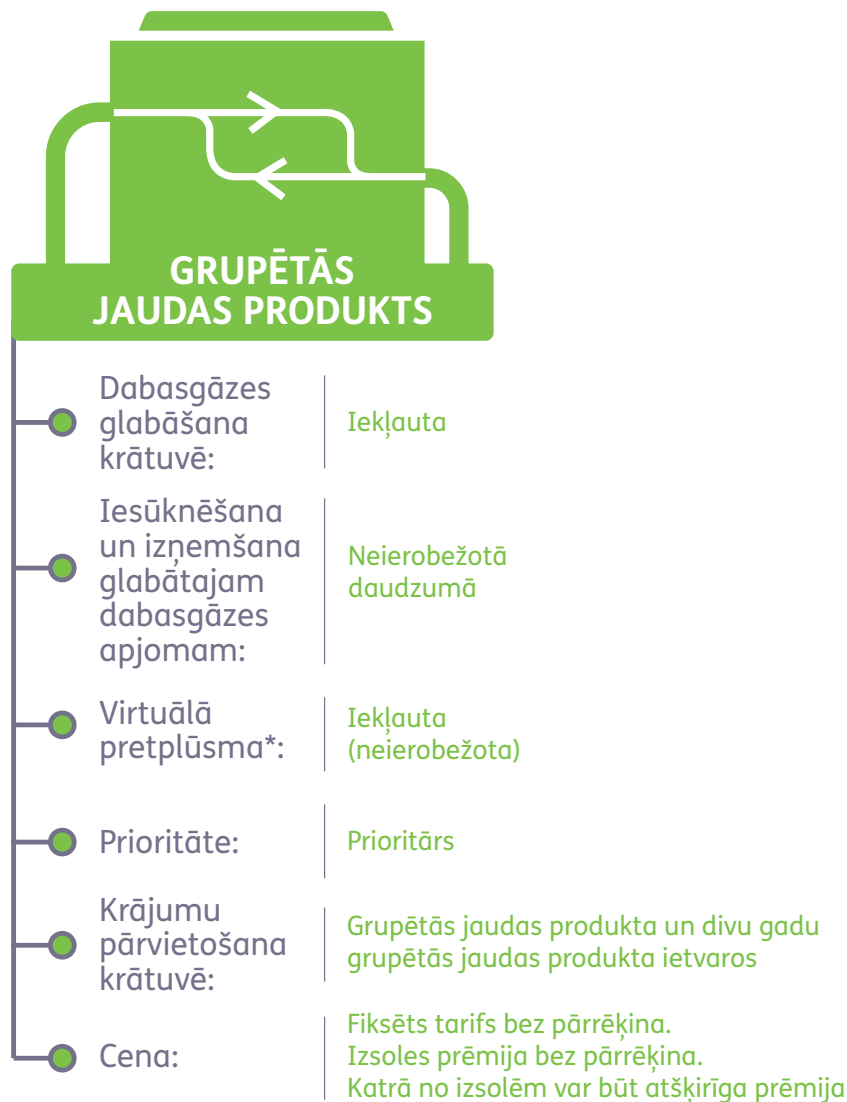 GRUPĒTĀS
JAUDAS PRODUKTS
Dabasgāzes
glabāšana
krātuvē:
Iekļauta
Iesūknēšana
un izņemšana
glabātajam
dabasgāzes
apjomam:
Neierobežotā
daudzumā
Virtuālā
pretplūsma*:
Iekļauta
(neierobežota)
Prioritāte:
Prioritārs
Krājumu
pārvietošana
krātuvē:
Grupētās jaudas produkta un divu gadu
grupētās jaudas produkta ietvaros
Cena:
Fiksēts tarifs bez pārrēķina.
Izsoles prēmija bez pārrēķina.
Katrā no izsolēm var būt atšķirīga prēmija